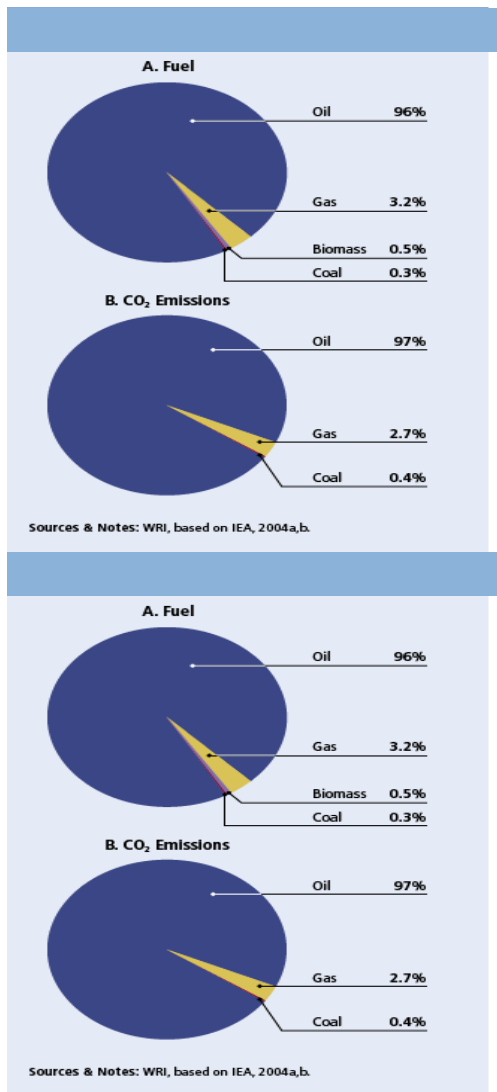 A. Fuel
Oil 96%
Gas 3.2%
Biomass 0.5%
Coal 0.3%
B. CO₂ Emissions
Oil 97%
Gas 2.7%
Coal 0.4%
Sources & Notes: WRI, based on IEA, 2004a,b.
A. Fuel
Oil 96%
Gas 3.2%
Biomass 0.5%
Coal 0.3%
B. CO₂ Emissions
Oil 97%
Gas 2.7%
Coal 0.4%
Sources & Notes: WRI, based on IEA, 2004a,b.